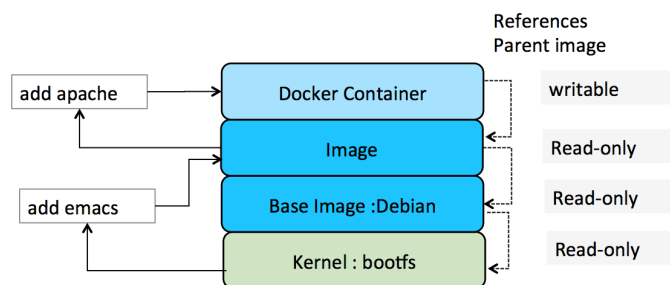 References
Parent image
add apache
Docker Container
writable
Image
Read-only
add emacs
Base Image :Debian
Read-only
Kernel : bootfs
Read-only